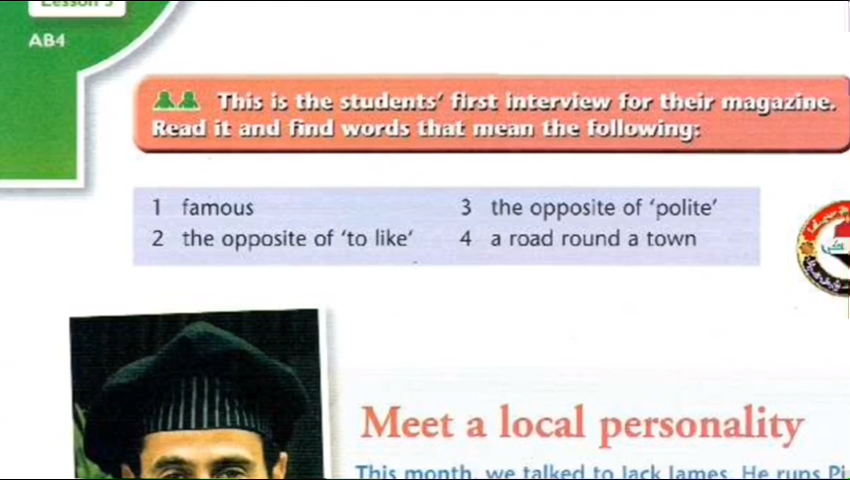 Lesson 3
AB4
This is the students' first interview for their magazine.
Read it and find words that mean the following:
1 famous
2 the opposite of 'to like'
3 the opposite of 'polite'
4 a road round a town
Meet a local personality
This month, we talked to Jack James. He runs